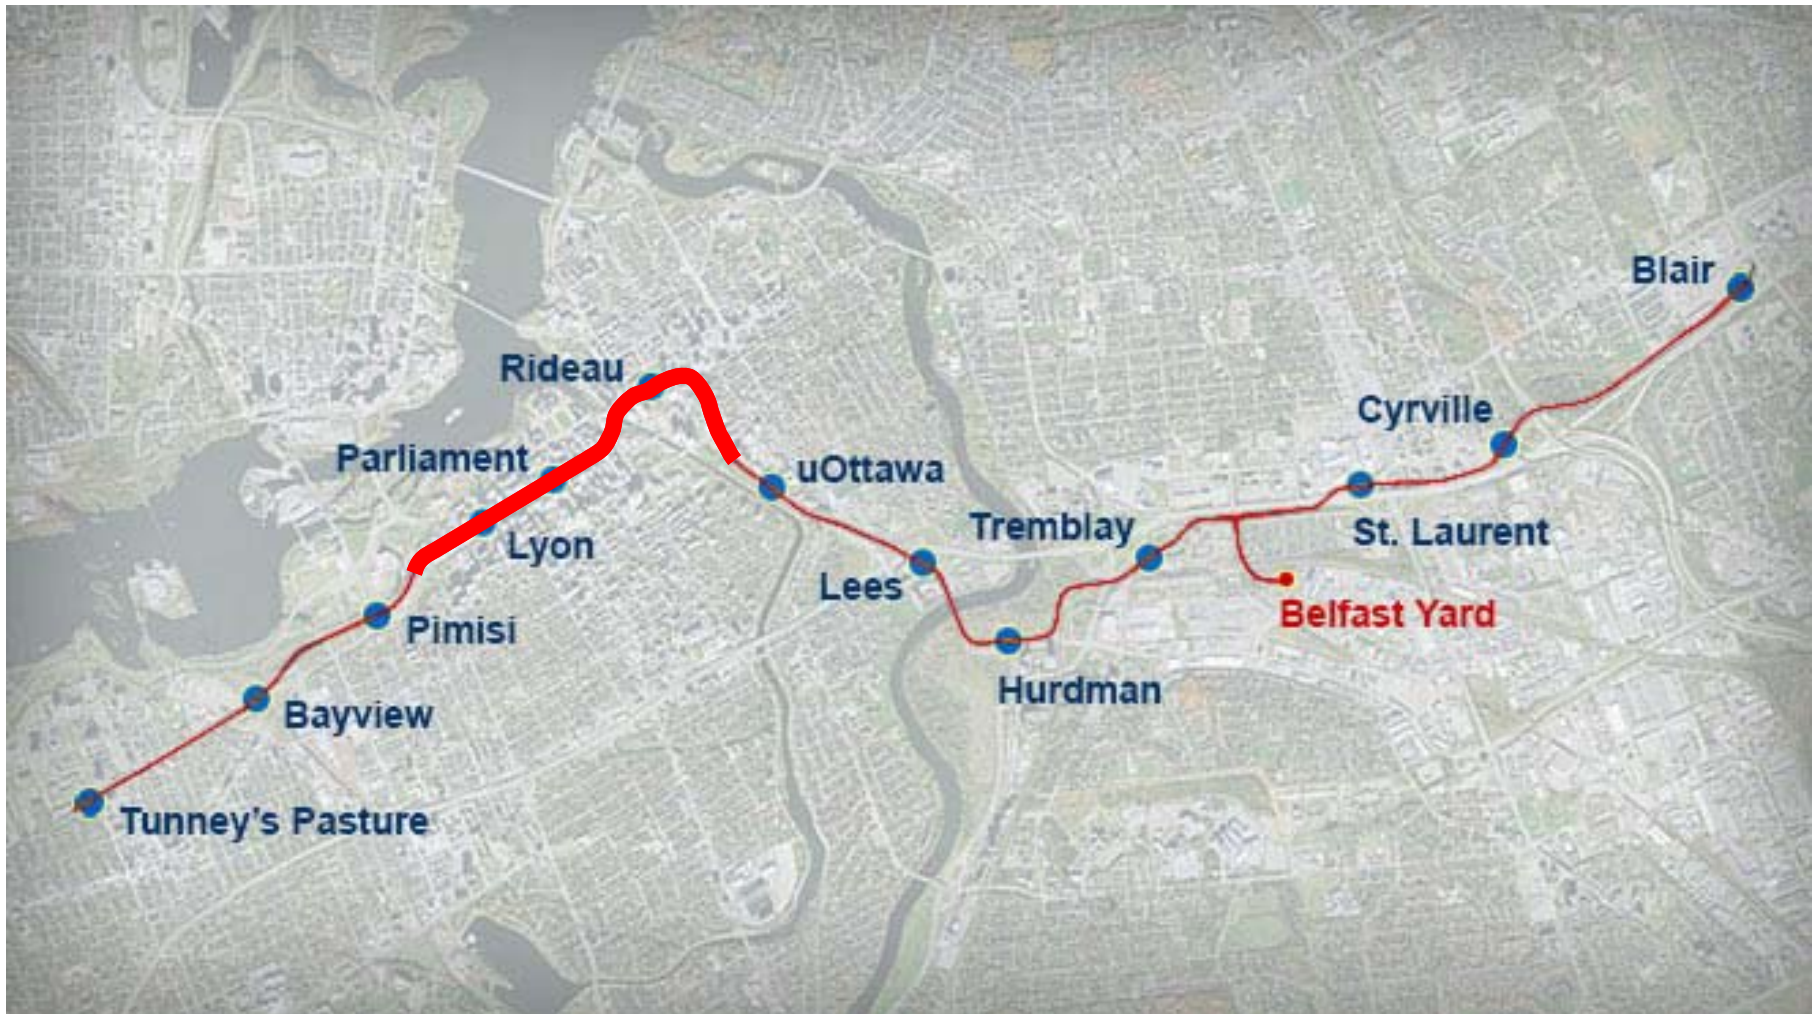 Blair
Rideau
Cyrville
Parliament
uOttawa
Tremblay
St. Laurent
Lyon
Lees
Belfast Yard
Pimisi
Hurdman
Bayview
Tunney's Pasture